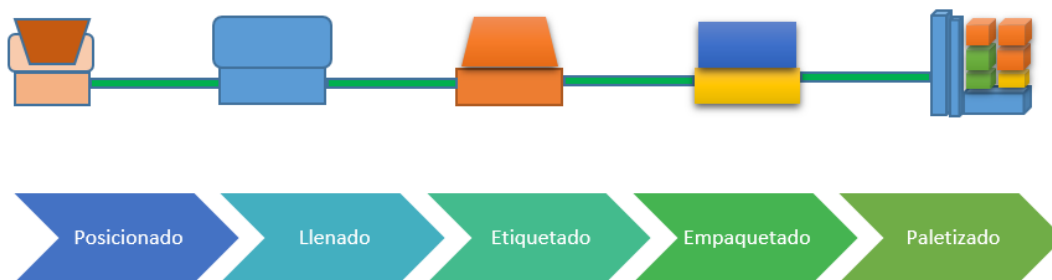 Posicionado
Llenado
Etiquetado
Empaquetado
Paletizado